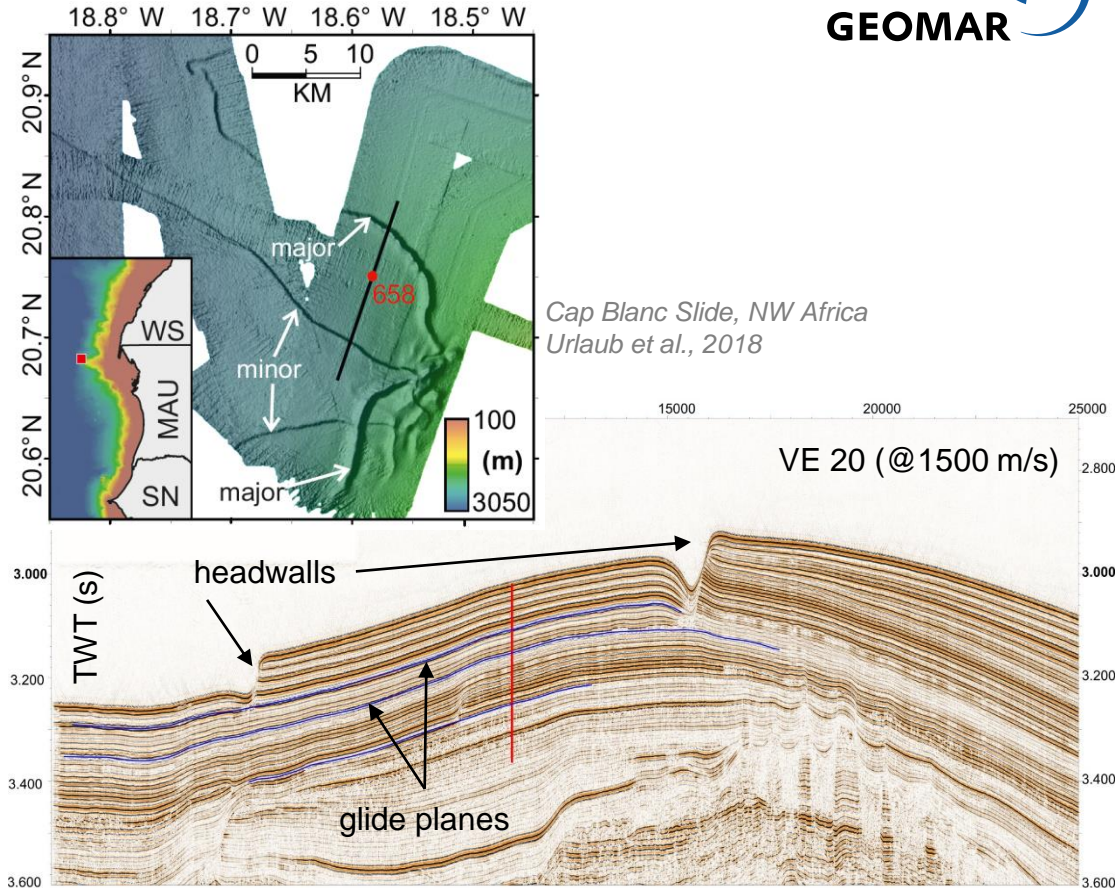 18.8° W 18.7° W 18.6° W 18.5° W
GEOMAR
20.9° N
20.8° N
20.7° N
20.6° N
0 5 10
KM
major
658
minor
major
WS
MAU
SN
100
(m)
3050
Cap Blanc Slide, NW Africa
Urlaub et al., 2018
15000 20000 25000
VE 20 (@1500 m/s)
TWT (s)
headwalls
glide planes
3.000
3.200
3.400
3.600
2.800
3.000
3.200
3.400
3.600